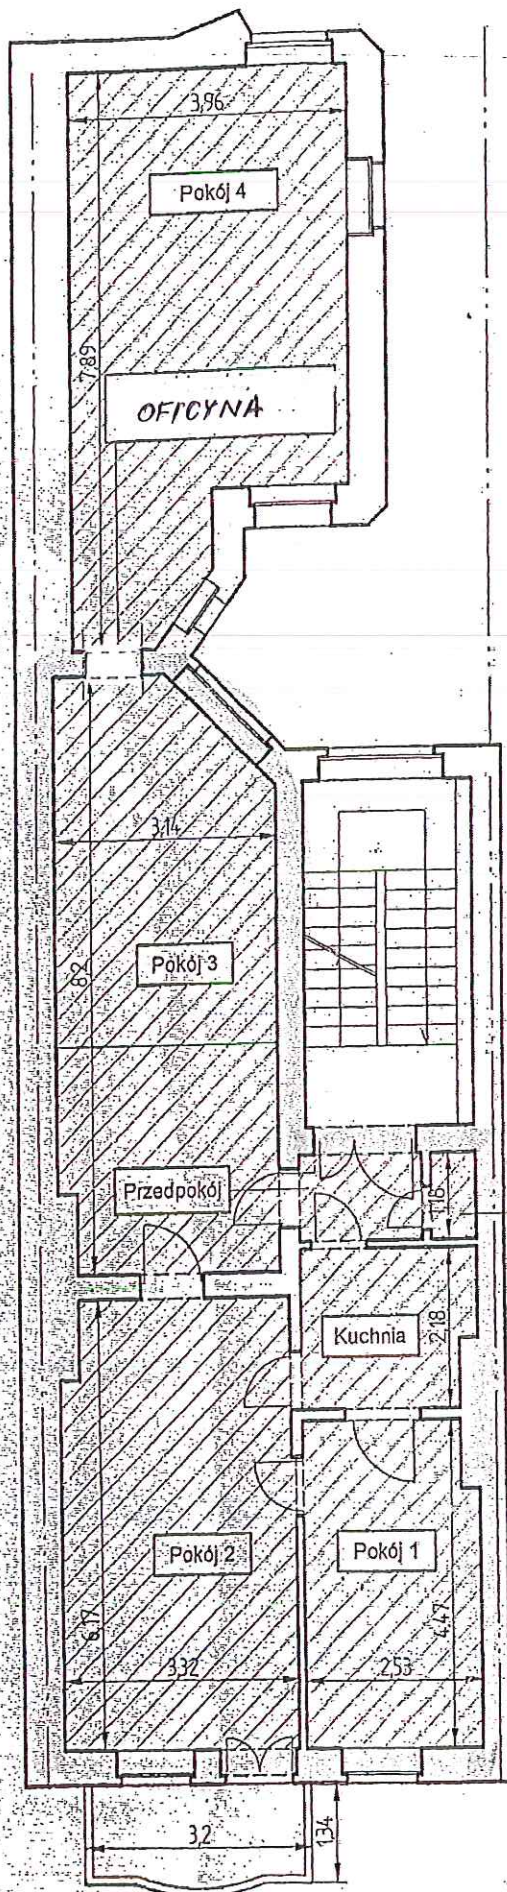 3,96
Pokój 4
7,89
OFICYNA
3,14
Pokój 3
8,2
Przedpokój
1,16
Kuchnia
2,18
Pokój 2
Pokój 1
6,17
4,47
3,32
2,53
3,2
1,34